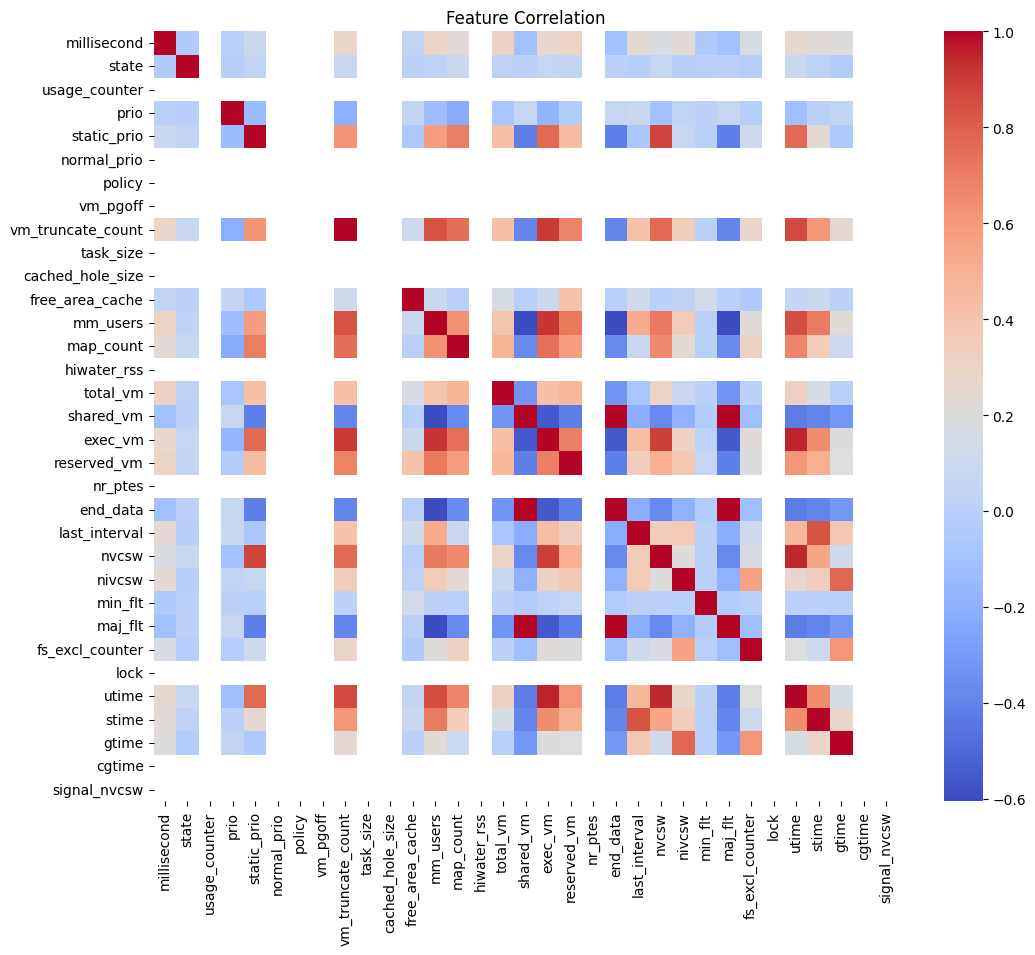 Feature Correlation
millisecond
state
usage_counter
prio
static_prio
normal_prio
policy
vm_pgoff
vm_truncate_count
task_size
cached_hole_size
free_area_cache
mm_users
map_count
hiwater_rss
total_vm
shared_vm
exec_vm
reserved_vm
nr_ptes
end_data
last_interval
nvcsw
nivcsw
min_flt
maj_flt
fs_excl_counter
lock
utime
stime
gtime
cgtime
signal_nvcsw
millisecond
state
usage_counter
prio
static_prio
normal_prio
policy
vm_pgoff
vm_truncate_count
task_size
cached_hole_size
free_area_cache
mm_users
map_count
hiwater_rss
total_vm
shared_vm
exec_vm
reserved_vm
nr_ptes
end_data
last_interval
nvcsw
nivcsw
min_flt
maj_flt
fs_excl_counter
lock
utime
stime
gtime
cgtime
signal_nvcsw
1.0
0.8
0.6
0.4
0.2
0.0
−0.2
−0.4
−0.6